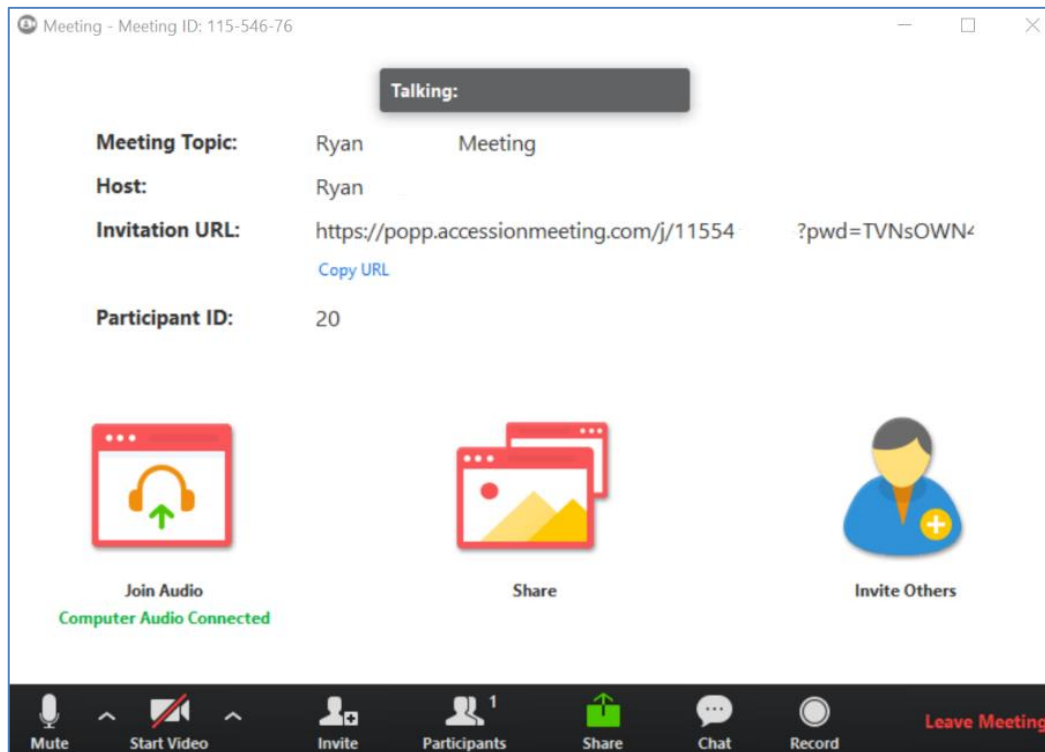 Meeting - Meeting ID: 115-546-76
Talking:
Meeting Topic: Ryan Meeting
Host: Ryan
Invitation URL: https://popp.accessionmeeting.com/j/11554 ?pwd=TVNsOWN4
Copy URL
Participant ID: 20
Join Audio Share Invite Others
Computer Audio Connected
1
Mute Start Video Invite Participants Share Chat Record Leave Meeting